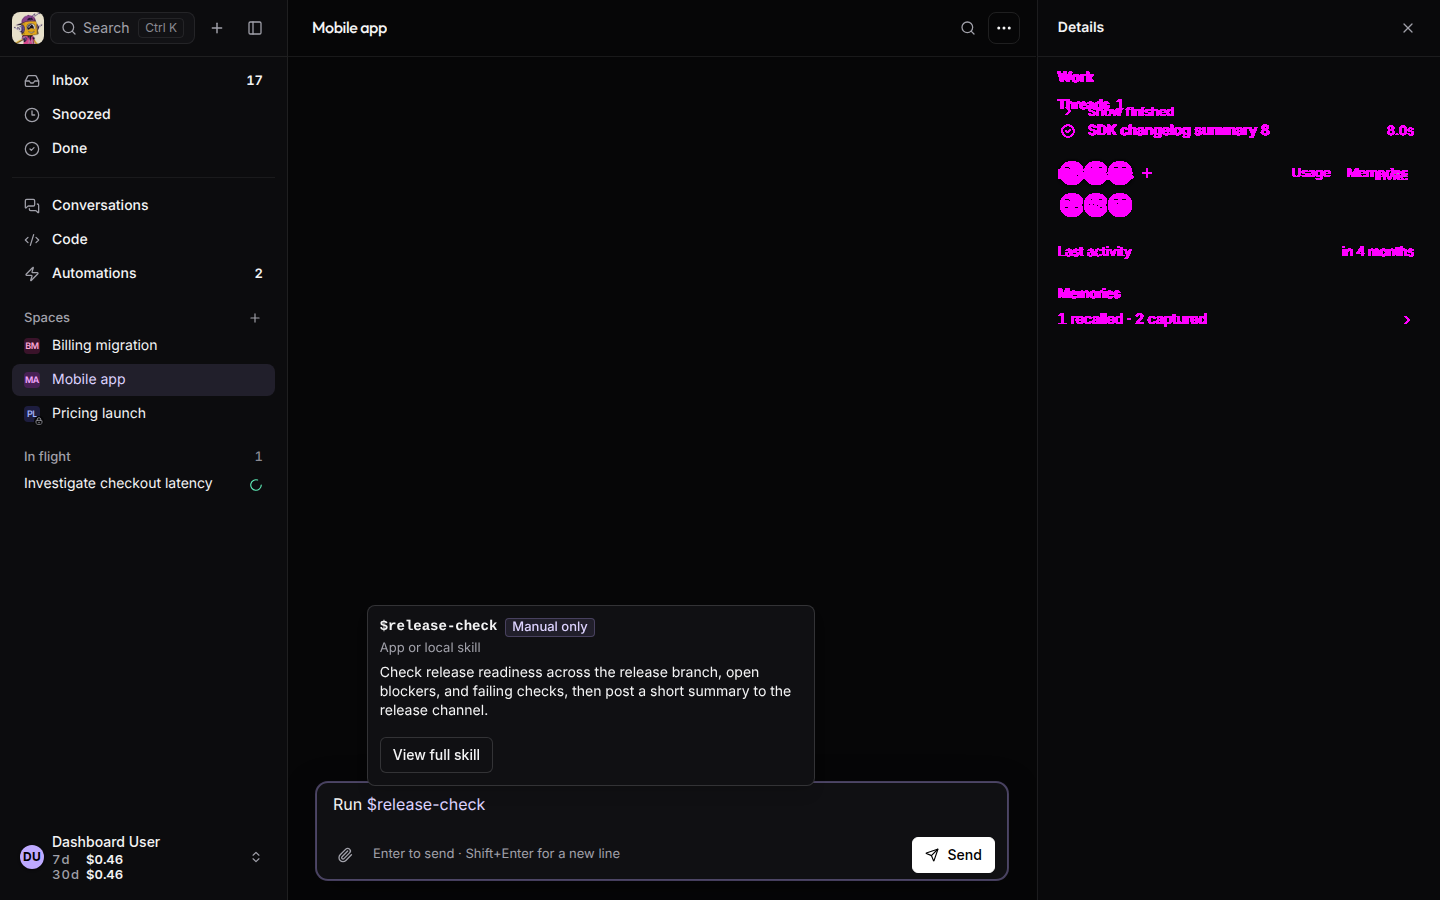 Search Ctrl K
Inbox 17
Snoozed
Done
Conversations
Code
Automations 2
Spaces
BM Billing migration
MA Mobile app
PL Pricing launch
In flight 1
Investigate checkout latency
DU Dashboard User
7d $0.46
30d $0.46
Mobile app
$release-check Manual only
App or local skill
Check release readiness across the release branch, open
blockers, and failing checks, then post a short summary to the
release channel.
View full skill
Run $release-check
Enter to send · Shift+Enter for a new line
Send
Details
Work
Threads 1
Show finished
SDK changelog summary 8 8.0s
Usage Memories
Last activity in 4 months
Memories
1 recalled · 2 captured